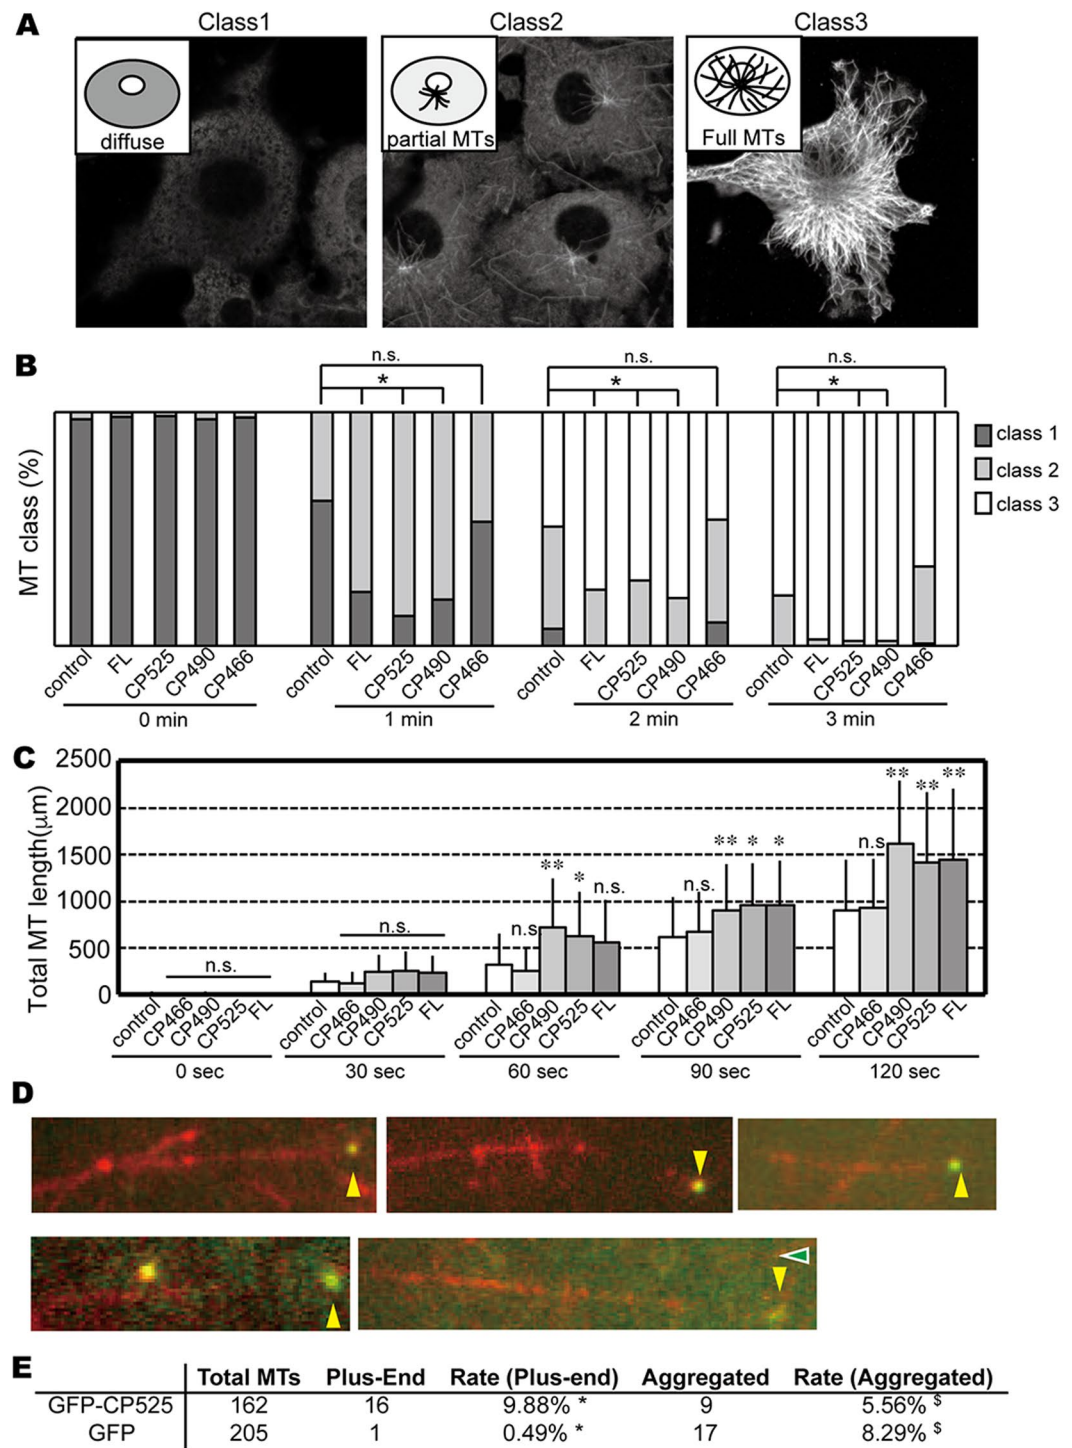 A
Class1 Class2 Class3
diffuse partial MTs Full MTs
B
n.s. n.s. n.s.
* * *
MT class (%)
class 1
class 2
class 3
control FL CP525 CP490 CP466 control FL CP525 CP490 CP466 control FL CP525 CP490 CP466 control FL CP525 CP490 CP466
0 min 1 min 2 min 3 min
C
Total MT length(μm)
2500
2000
1500
1000
500
0
n.s. n.s. n.s ** * n.s. n.s. ** * * n.s ** ** **
control CP466 CP490 CP525 FL control CP466 CP490 CP525 FL control CP466 CP490 CP525 FL control CP466 CP490 CP525 FL control CP466 CP490 CP525 FL
0 sec 30 sec 60 sec 90 sec 120 sec
D
E
Total MTs Plus-End Rate (Plus-end) Aggregated Rate (Aggregated)
GFP-CP525 162 16 9.88% * 9 5.56% $
GFP 205 1 0.49% * 17 8.29% $